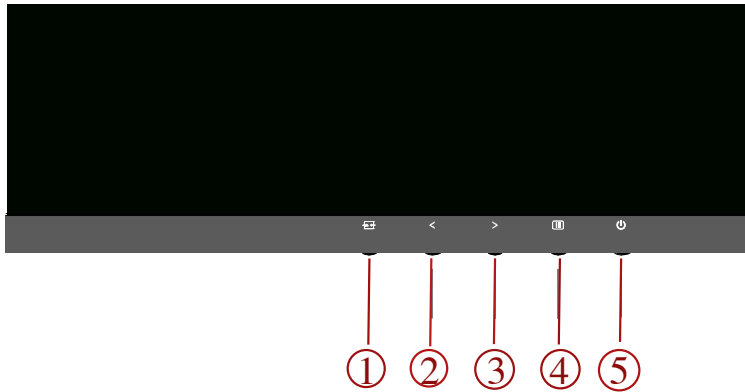 < >
① ② ③ ④ ⑤